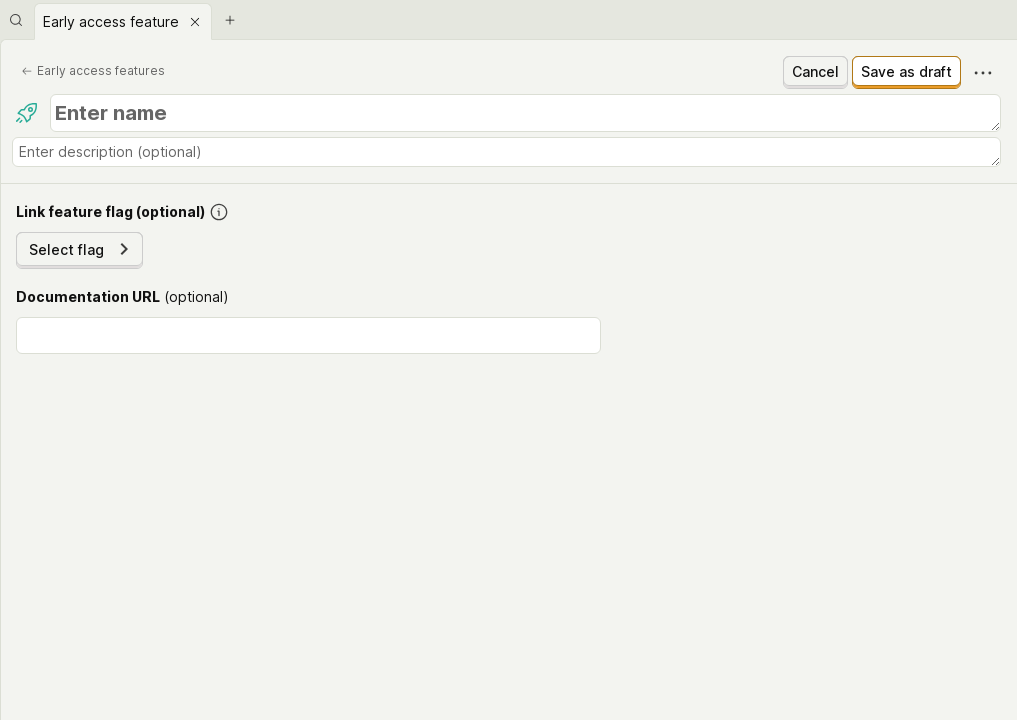 Early access feature
Early access features
Cancel
Save as draft
Enter name
Enter description (optional)
Link feature flag (optional)
Select flag
Documentation URL (optional)